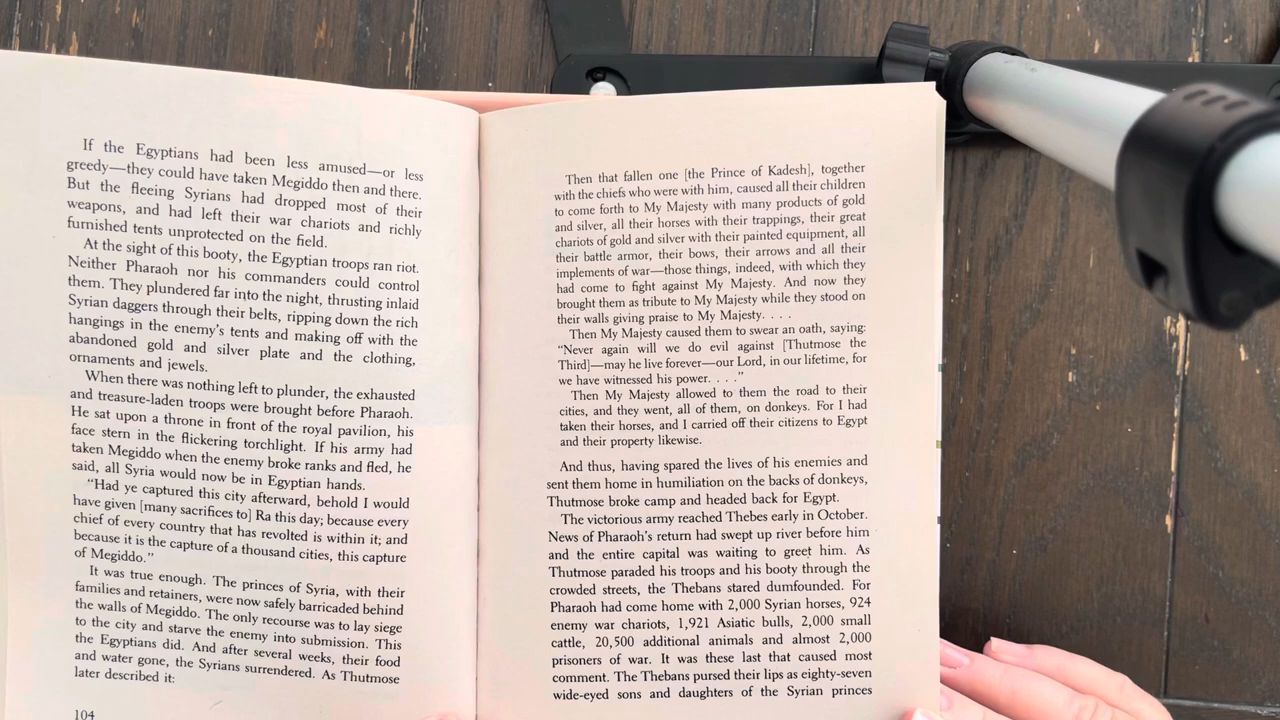 If the Egyptians had been less amused—or less
greedy—they could have taken Megiddo then and there.
But the fleeing Syrians had dropped most of their
weapons, and had left their war chariots and richly
furnished tents unprotected on the field.
At the sight of this booty, the Egyptian troops ran riot.
Neither Pharaoh nor his commanders could control
them. They plundered far into the night, thrusting inlaid
Syrian daggers through their belts, ripping down the rich
hangings in the enemy's tents and making off with the
abandoned gold and silver plate and the clothing,
ornaments and jewels.
When there was nothing left to plunder, the exhausted
and treasure-laden troops were brought before Pharaoh.
He sat upon a throne in front of the royal pavilion, his
face stern in the flickering torchlight. If his army had
taken Megiddo when the enemy broke ranks and fled, he
said, all Syria would now be in Egyptian hands.
"Had ye captured this city afterward, behold I would
have given [many sacrifices to] Ra this day; because every
chief of every country that has revolted is within it; and
because it is the capture of a thousand cities, this capture
of Megiddo."
It was true enough. The princes of Syria, with their
families and retainers, were now safely barricaded behind
the walls of Megiddo. The only recourse was to lay siege
to the city and starve the enemy into submission. This
the Egyptians did. And after several weeks, their food
and water gone, the Syrians surrendered. As Thutmose
later described it:
104
Then that fallen one [the Prince of Kadesh], together
with the chiefs who were with him, caused all their children
to come forth to My Majesty with many products of gold
and silver, all their horses with their trappings, their great
chariots of gold and silver with their painted equipment, all
their battle armor, their bows, their arrows and all their
implements of war—those things, indeed, with which they
had come to fight against My Majesty. And now they
brought them as tribute to My Majesty while they stood on
their walls giving praise to My Majesty. . . .
Then My Majesty caused them to swear an oath, saying:
"Never again will we do evil against [Thutmose the
Third]—may he live forever—our Lord, in our lifetime, for
we have witnessed his power. . . ."
Then My Majesty allowed to them the road to their
cities, and they went, all of them, on donkeys. For I had
taken their horses, and I carried off their citizens to Egypt
and their property likewise.
And thus, having spared the lives of his enemies and
sent them home in humiliation on the backs of donkeys,
Thutmose broke camp and headed back for Egypt.
The victorious army reached Thebes early in October.
News of Pharaoh's return had swept up river before him
and the entire capital was waiting to greet him. As
Thutmose paraded his troops and his booty through the
crowded streets, the Thebans stared dumfounded. For
Pharaoh had come home with 2,000 Syrian horses, 924
enemy war chariots, 1,921 Asiatic bulls, 2,000 small
cattle, 20,500 additional animals and almost 2,000
prisoners of war. It was these last that caused most
comment. The Thebans pursed their lips as eighty-seven
wide-eyed sons and daughters of the Syrian princes